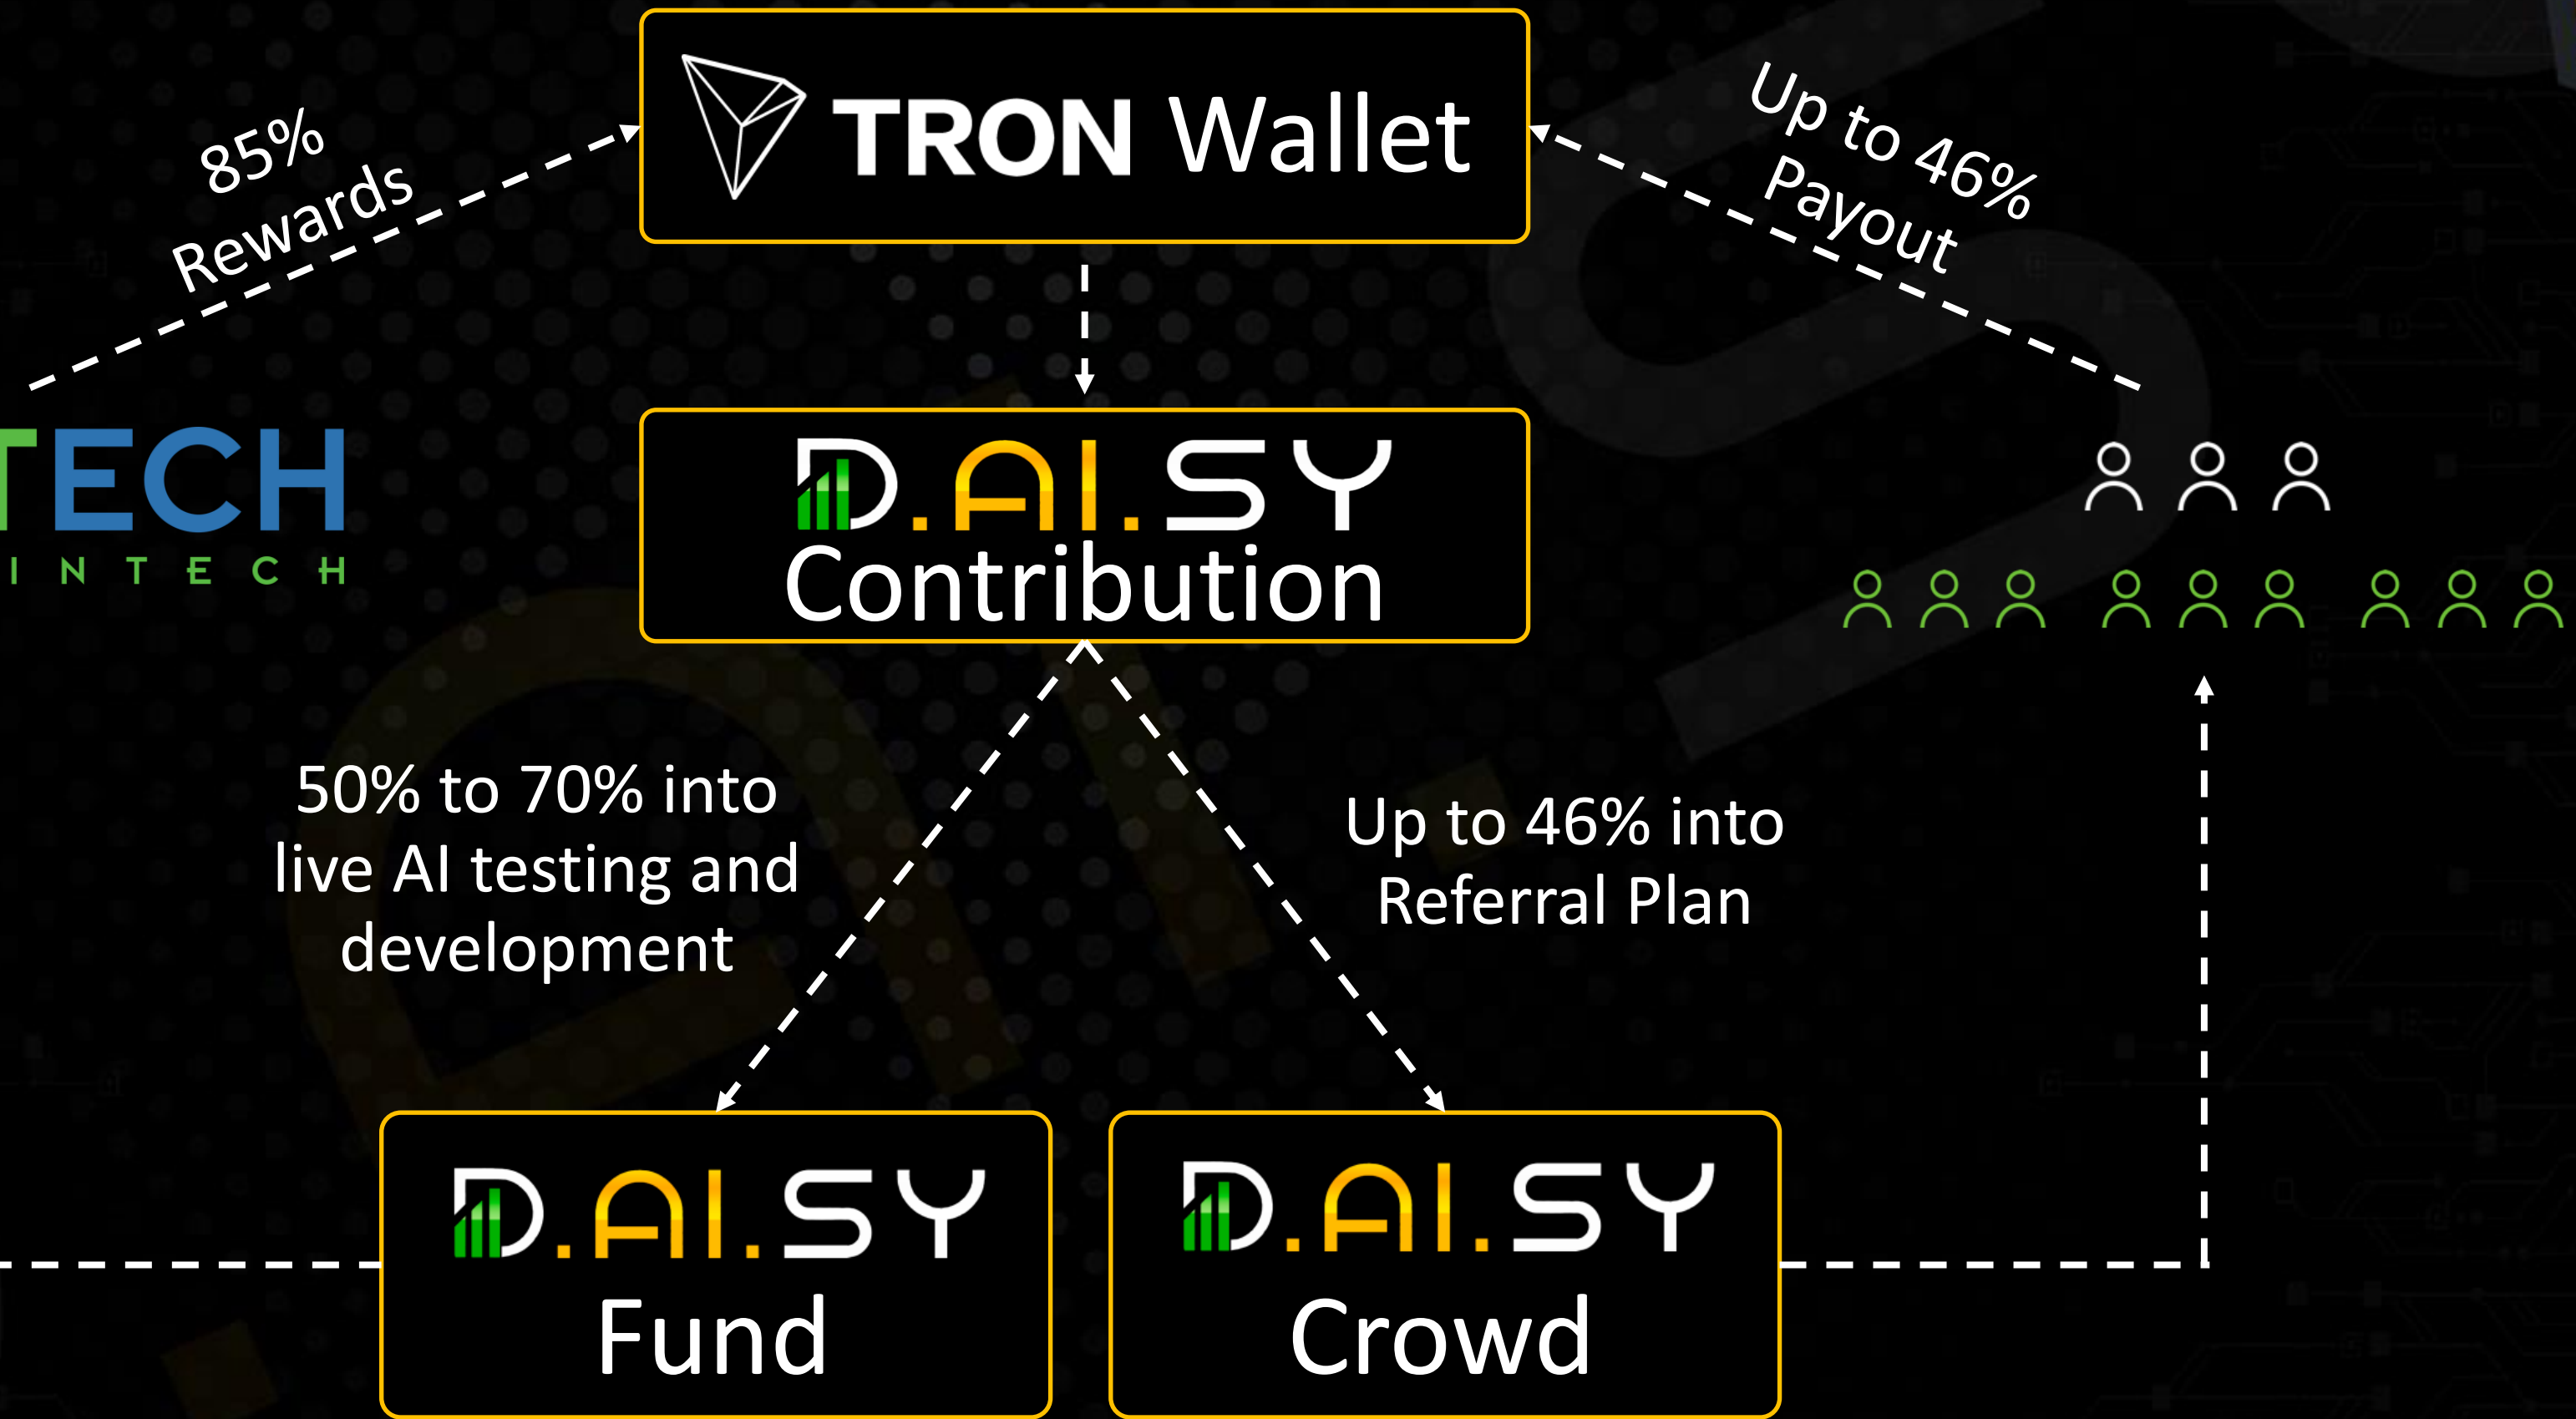 TRON Wallet
85%
Rewards
Up to 46%
Payout
TECH
INTECH
D.AI.SY
Contribution
50% to 70% into
live AI testing and
development
Up to 46% into
Referral Plan
D.AI.SY
Fund
D.AI.SY
Crowd